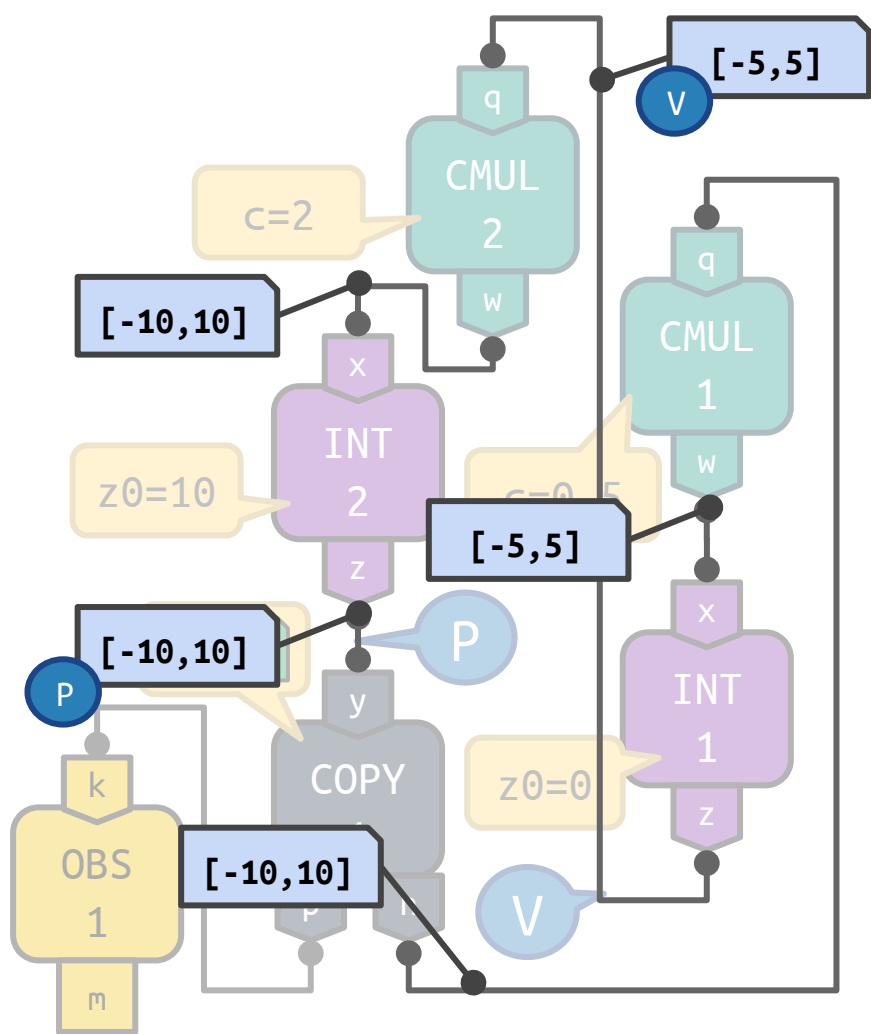 [-5,5]
V
q
CMUL
2
c=2
w
q
CMUL
1
w
[-10,10]
x
INT
2
z0=10
z
[-5,5]
x
INT
1
z0=0
z
[-10,10]
P
P
y
COPY
k
OBS
1
m
[-10,10]
p
n
V